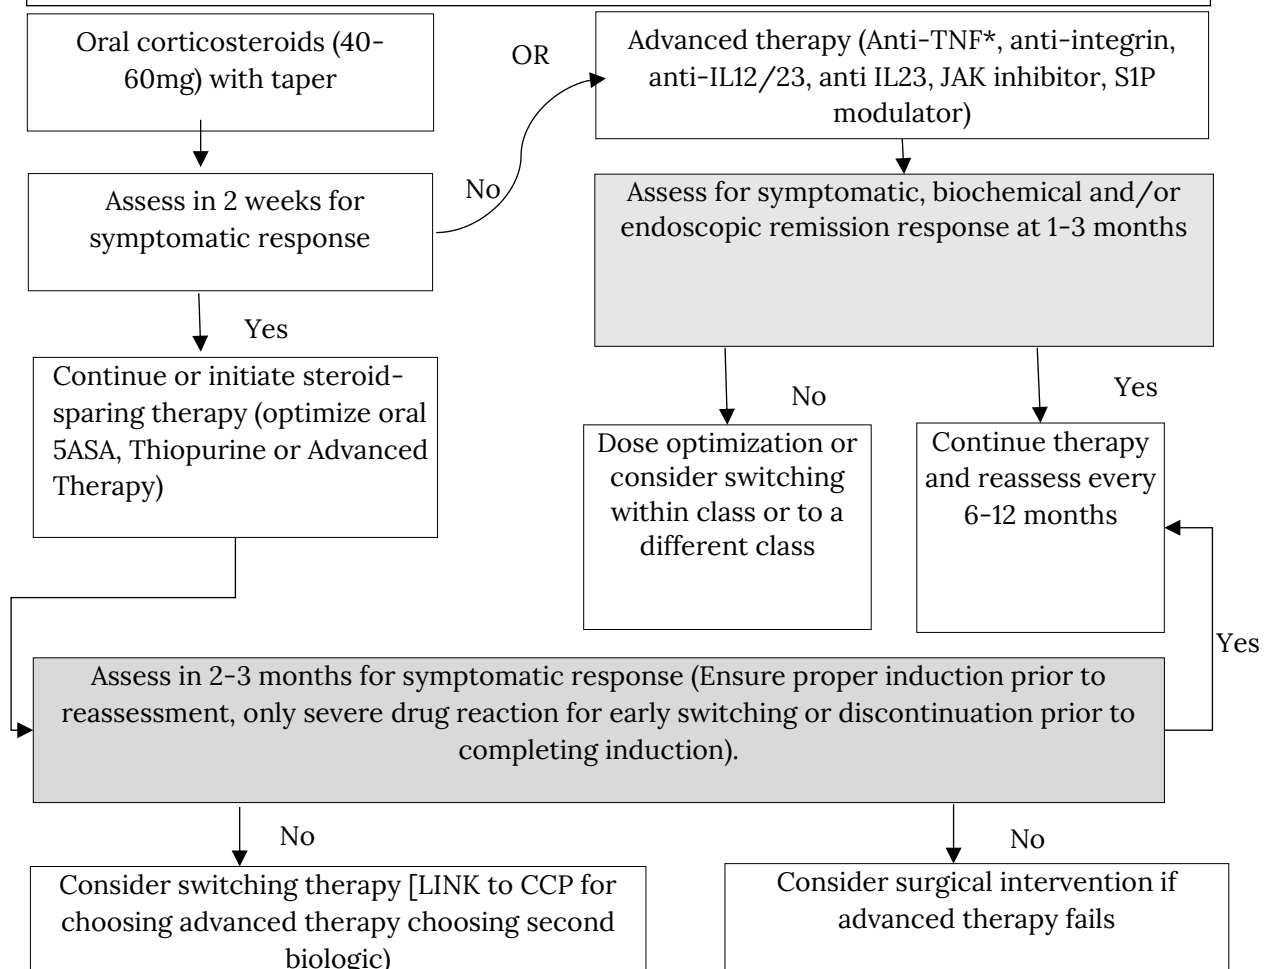 Oral corticosteroids (40-
60mg) with taper
OR
Advanced therapy (Anti-TNF*, anti-integrin,
anti-IL12/23, anti IL23, JAK inhibitor, S1P
modulator)
Assess in 2 weeks for
symptomatic response
No
Assess for symptomatic, biochemical and/or
endoscopic remission response at 1-3 months
Yes
Continue or initiate steroid-
sparing therapy (optimize oral
5ASA, Thiopurine or Advanced
Therapy)
No
Yes
Dose optimization or
consider switching
within class or to a
different class
Continue therapy
and reassess every
6-12 months
Yes
Assess in 2-3 months for symptomatic response (Ensure proper induction prior to
reassessment, only severe drug reaction for early switching or discontinuation prior to
completing induction).
No
No
Consider switching therapy [LINK to CCP for
choosing advanced therapy choosing second
biologic)
Consider surgical intervention if
advanced therapy fails